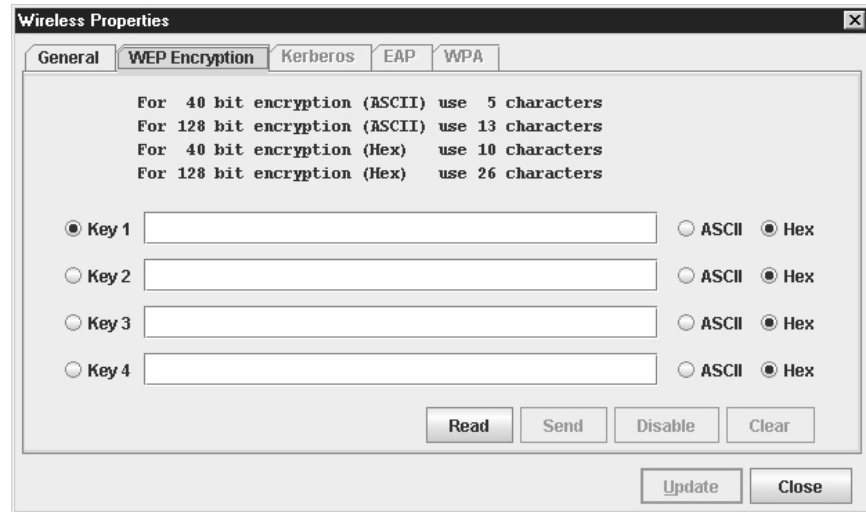 Wireless Properties
General WEP Encryption Kerberos EAP WPA
For 40 bit encryption (ASCII) use 5 characters
For 128 bit encryption (ASCII) use 13 characters
For 40 bit encryption (Hex) use 10 characters
For 128 bit encryption (Hex) use 26 characters
Key 1 ASCII Hex
Key 2 ASCII Hex
Key 3 ASCII Hex
Key 4 ASCII Hex
Read Send Disable Clear
Update Close